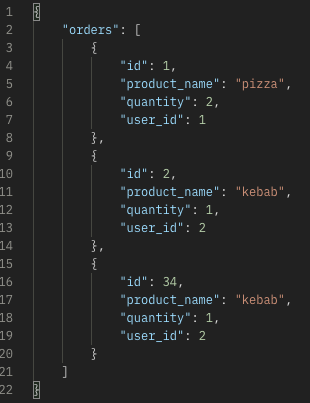 1 {
2     "orders": [
3         {
4             "id": 1,
5             "product_name": "pizza",
6             "quantity": 2,
7             "user_id": 1
8         },
9         {
10             "id": 2,
11             "product_name": "kebab",
12             "quantity": 1,
13             "user_id": 2
14         },
15         {
16             "id": 34,
17             "product_name": "kebab",
18             "quantity": 1,
19             "user_id": 2
20         }
21     ]
22 }